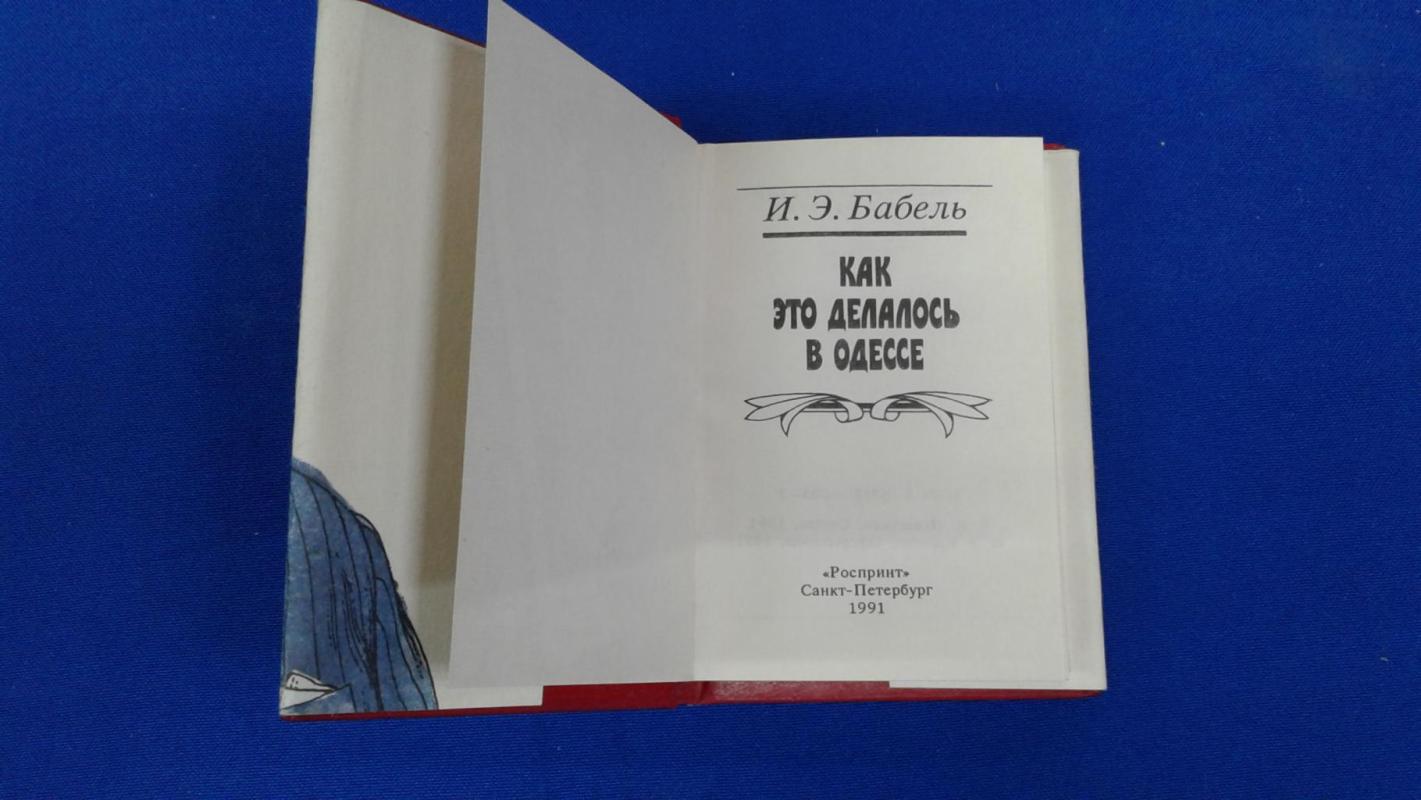 И. Э. Бабель
КАК
ЭТО ДЕЛАЛОСЬ
В ОДЕССЕ
«Роспринт»
Санкт-Петербург
1991